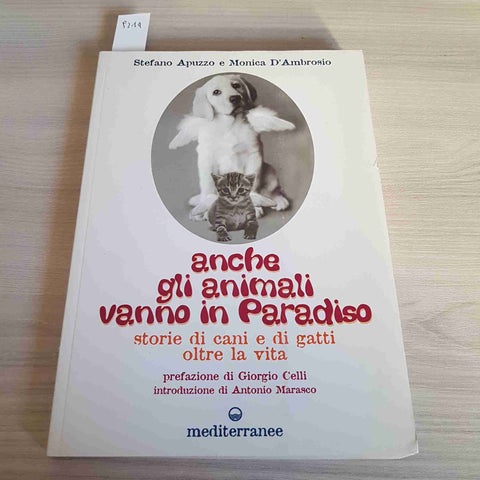 Stefano Apuzzo e Monica D'Ambrosio
anche
gli animali
vanno in Paradiso
storie di cani e di gatti
oltre la vita
prefazione di Giorgio Celli
introduzione di Antonio Marasco
mediterranee